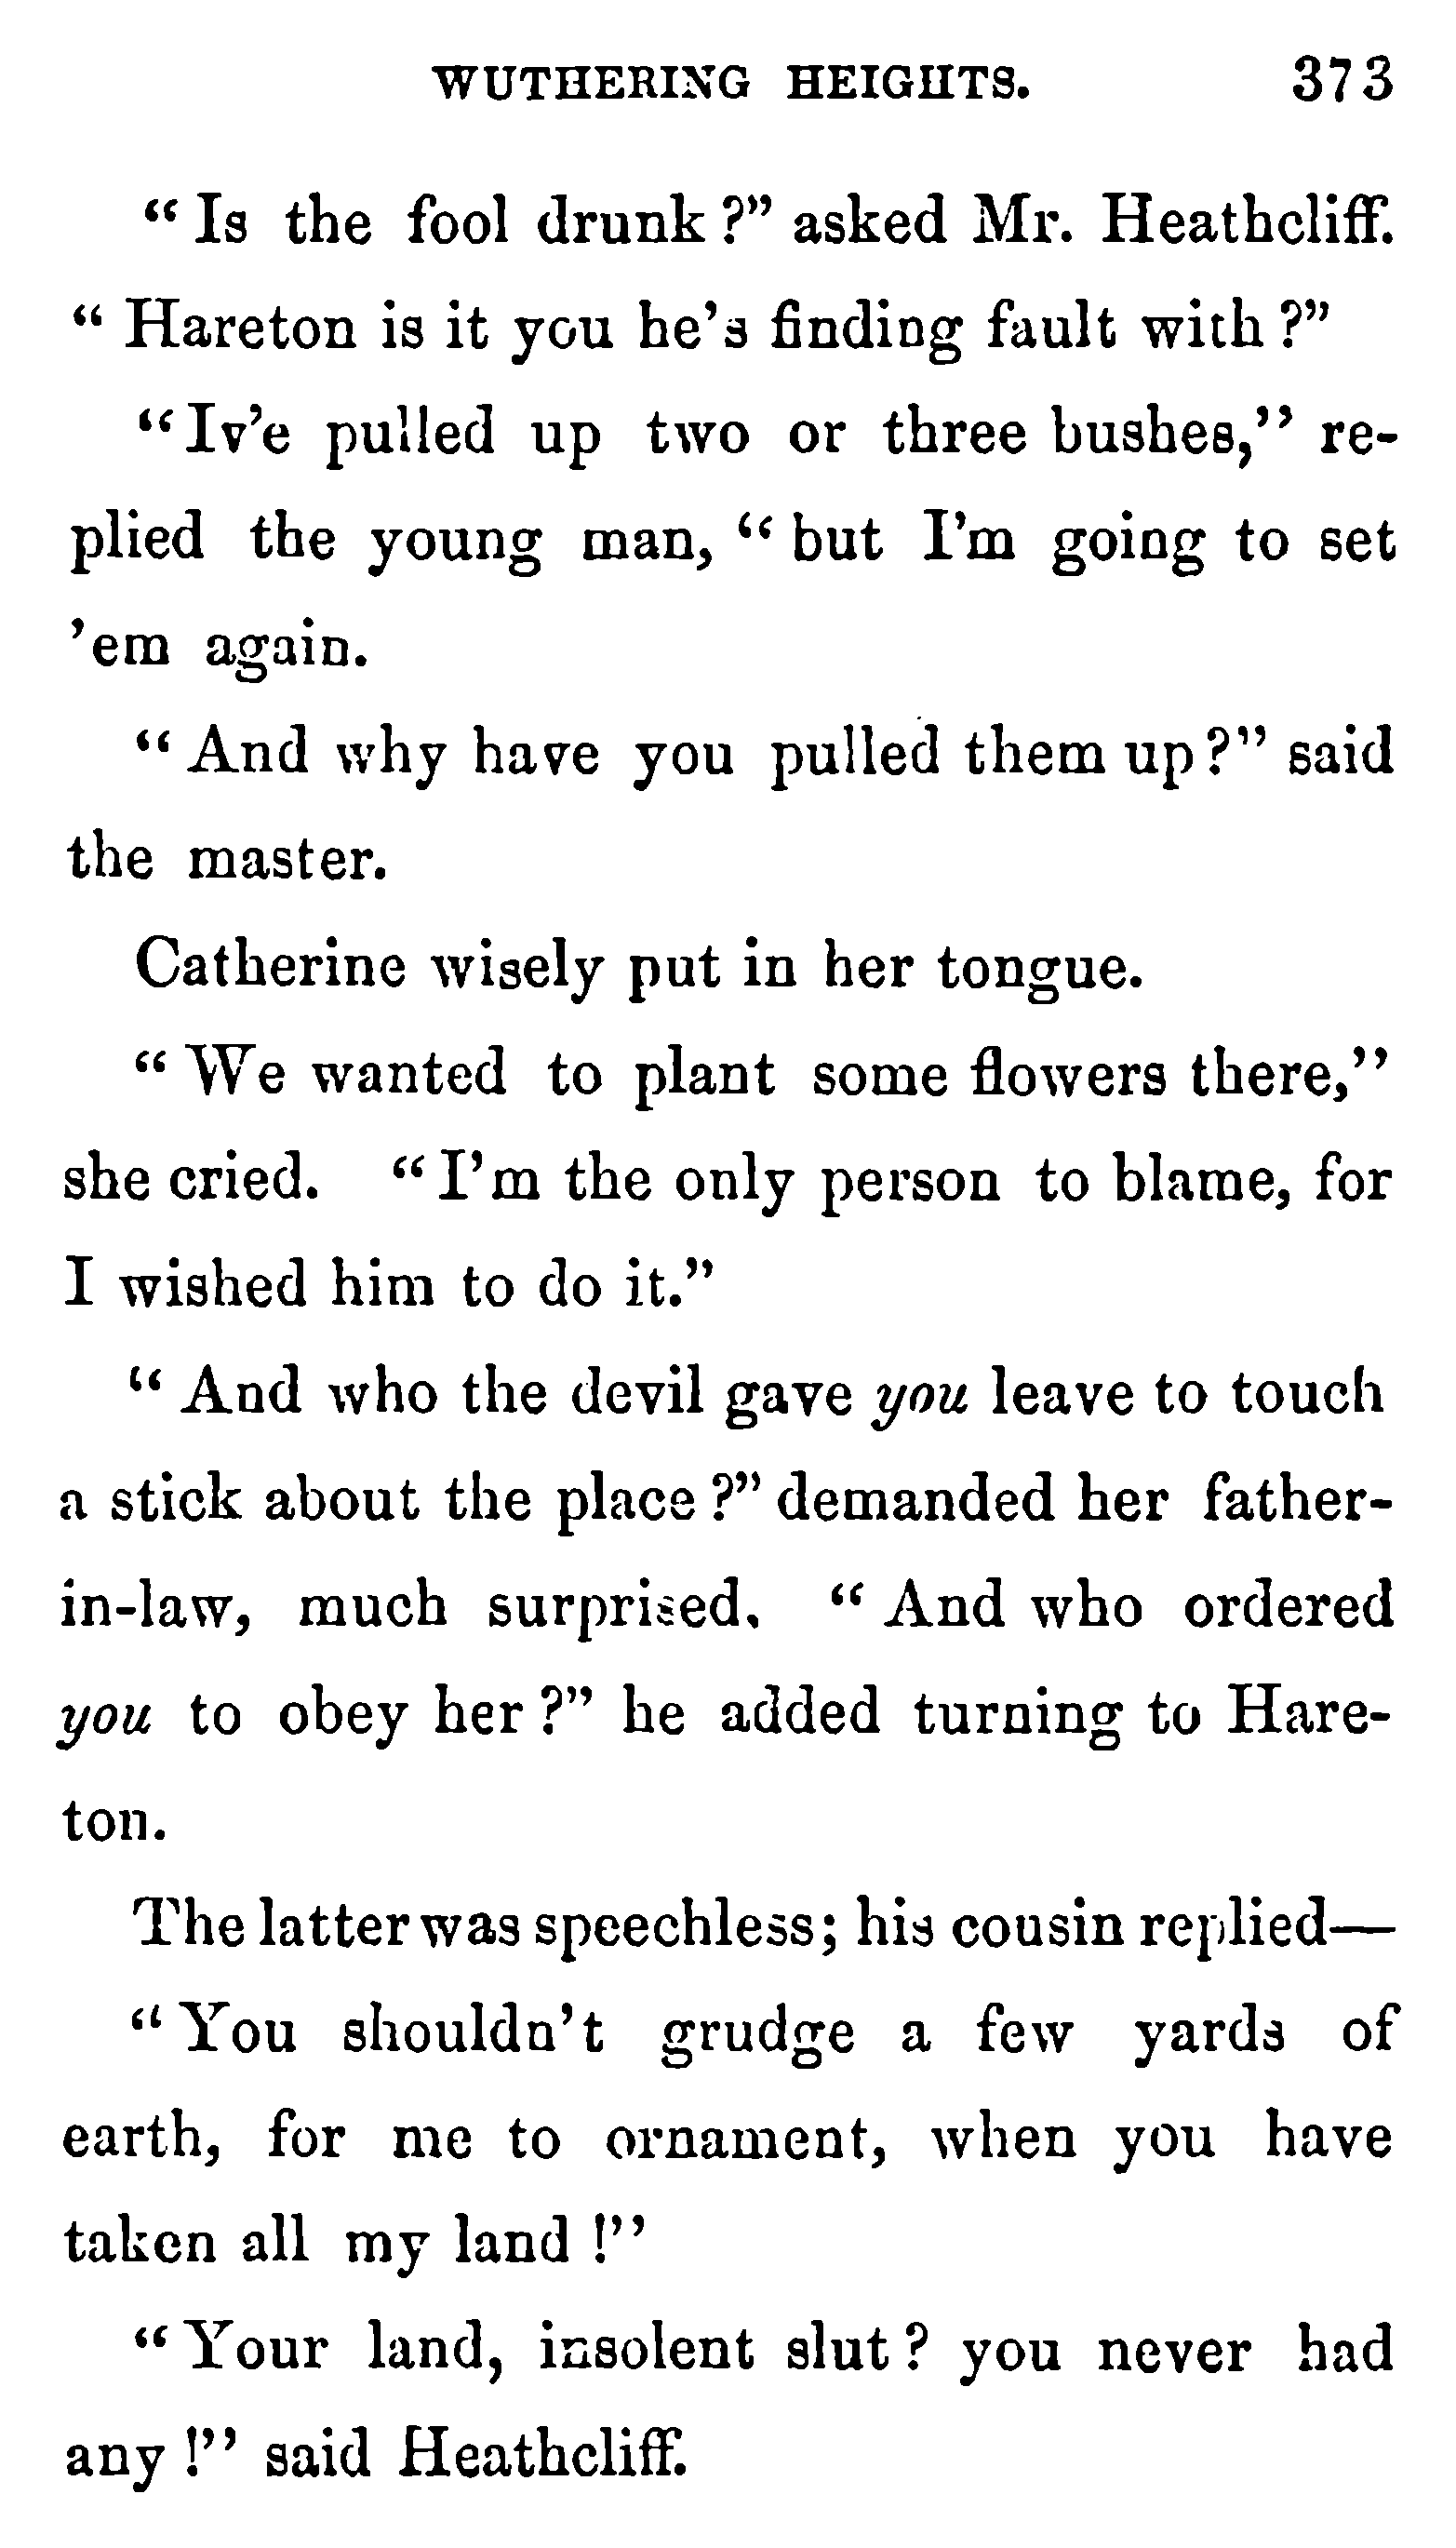 WUTHERING HEIGHTS. 373
“Is the fool drunk?” asked Mr. Heathcliff.
“Hareton is it you he’s finding fault with?”
“Iv’e pulled up two or three bushes,” re-
plied the young man, “but I’m going to set
’em again.
“And why have you pulled them up?” said
the master.
Catherine wisely put in her tongue.
“We wanted to plant some flowers there,”
she cried. “I’m the only person to blame, for
I wished him to do it.”
“And who the devil gave you leave to touch
a stick about the place?” demanded her father-
in-law, much surprised. “And who ordered
you to obey her?” he added turning to Hare-
ton.
The latter was speechless; his cousin replied—
“You shouldn’t grudge a few yards of
earth, for me to ornament, when you have
taken all my land!”
“Your land, insolent slut? you never had
any!” said Heathcliff.